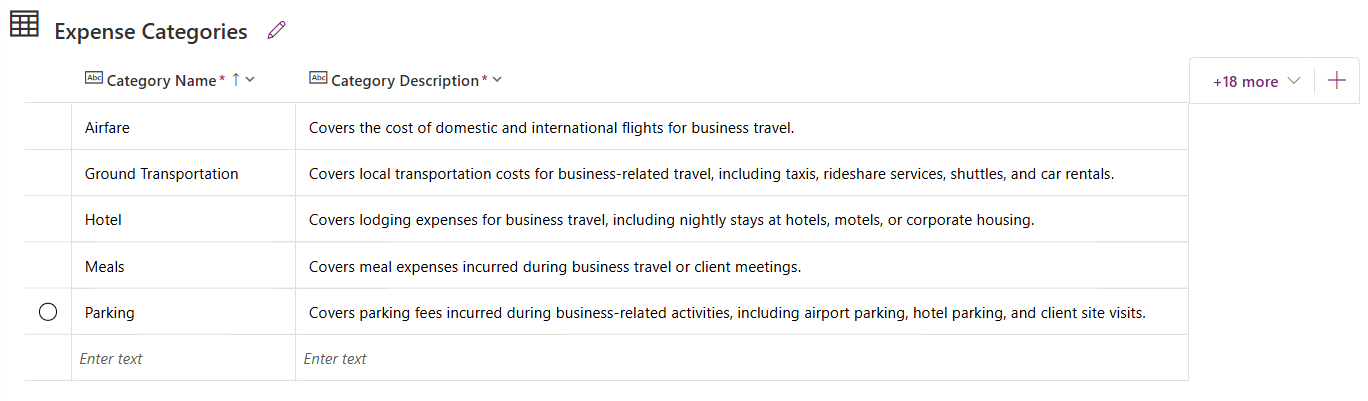 Expense Categories
Abc Category Name* Abc Category Description* +18 more
Airfare Covers the cost of domestic and international flights for business travel.
Ground Transportation Covers local transportation costs for business-related travel, including taxis, rideshare services, shuttles, and car rentals.
Hotel Covers lodging expenses for business travel, including nightly stays at hotels, motels, or corporate housing.
Meals Covers meal expenses incurred during business travel or client meetings.
Parking Covers parking fees incurred during business-related activities, including airport parking, hotel parking, and client site visits.
Enter text Enter text